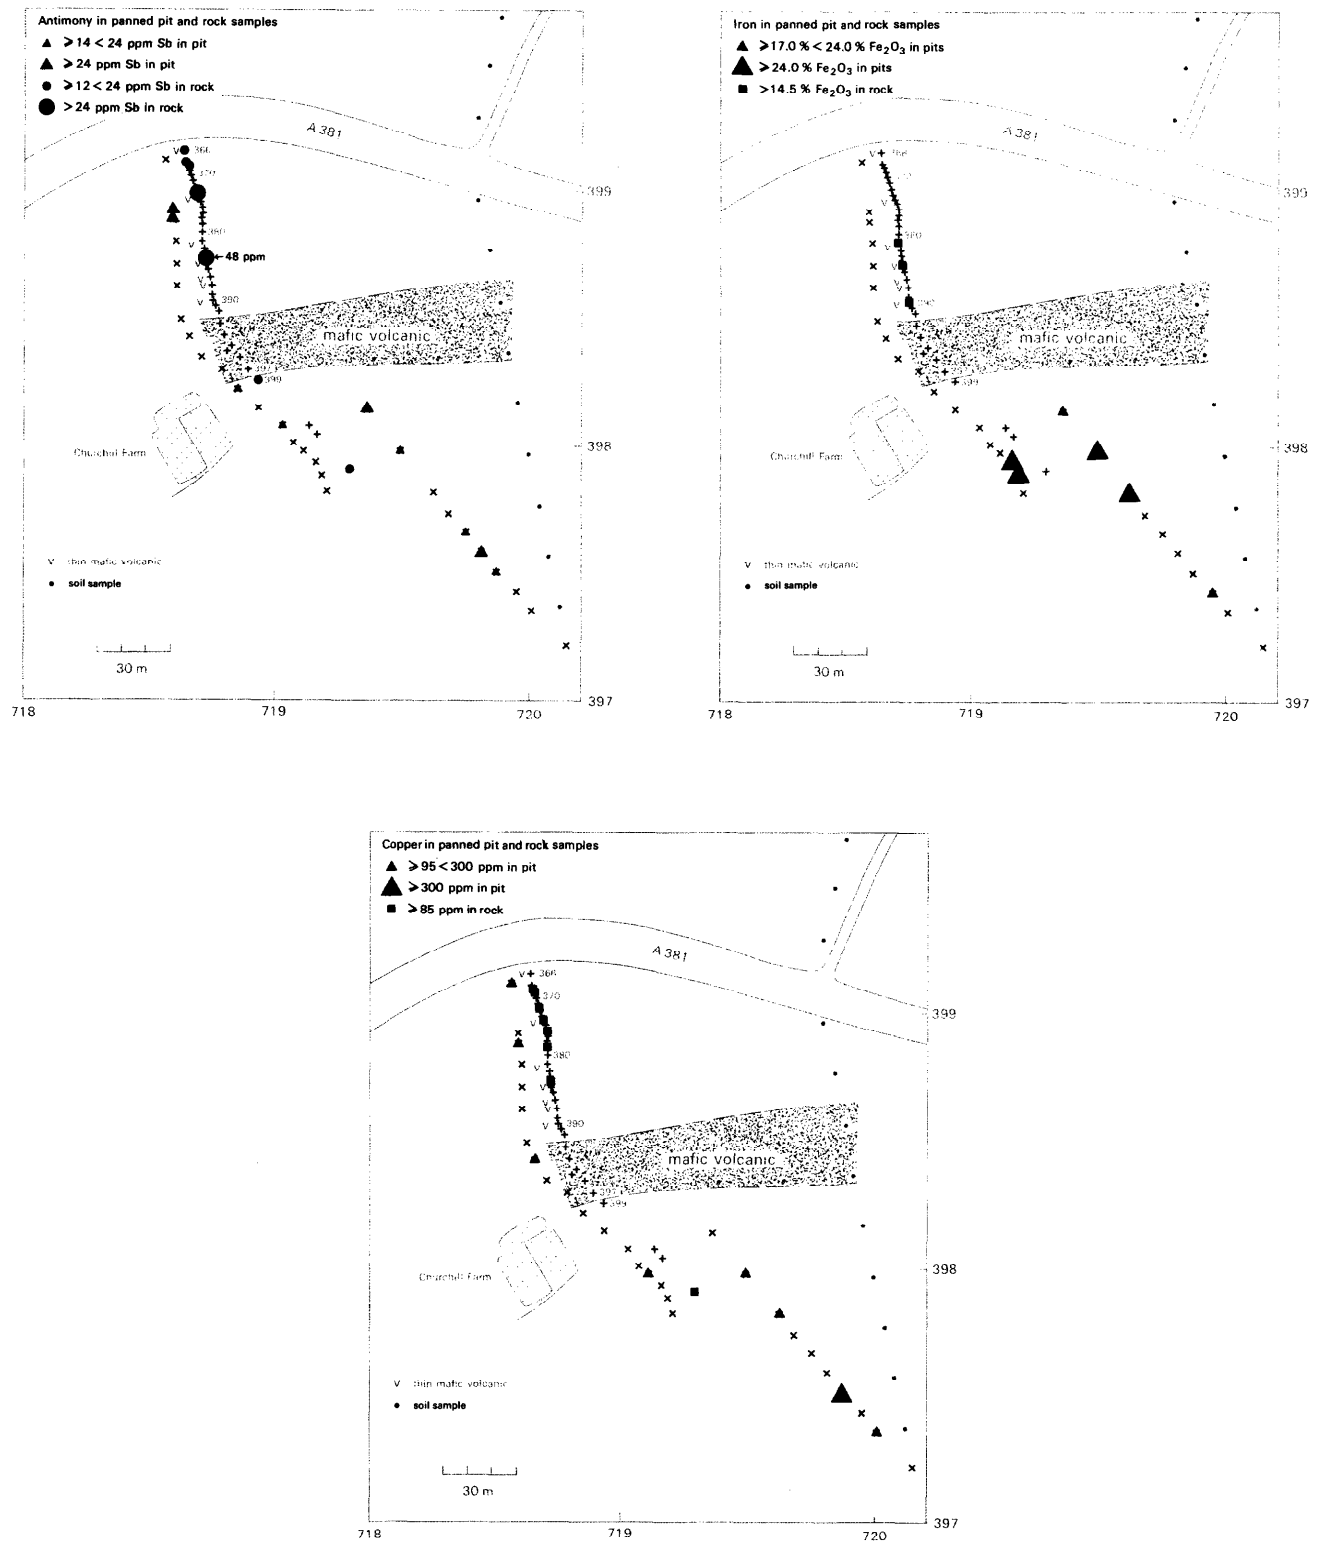 Antimony in panned pit and rock samples
▲ ⩾14 < 24 ppm Sb in pit
▲ ⩾24 ppm Sb in pit
● ⩾12 < 24 ppm Sb in rock
● >24 ppm Sb in rock
A 381
V 366
370
399
V
380
V
← 48 ppm
V
V
V
V 390
mafic volcanic
397
399
Churchill Farm
398
V thin mafic volcanic
● soil sample
30 m
397
718 719 720
Iron in panned pit and rock samples
▲ ⩾17.0 % < 24.0 % Fe₂O₃ in pits
▲ ⩾24.0 % Fe₂O₃ in pits
■ >14.5 % Fe₂O₃ in rock
A 381
V 366
399
V
380
V
V
V
V
V 390
mafic volcanic
399
Churchill Farm
398
V thin mafic volcanic
● soil sample
30 m
397
718 719 720
Copper in panned pit and rock samples
▲ ⩾95 < 300 ppm in pit
▲ ⩾300 ppm in pit
■ ⩾85 ppm in rock
A 381
V 366
370
399
V
380
V
V
V
V
V 390
mafic volcanic
397
399
Churchill Farm
398
V thin mafic volcanic
● soil sample
30 m
397
718 719 720